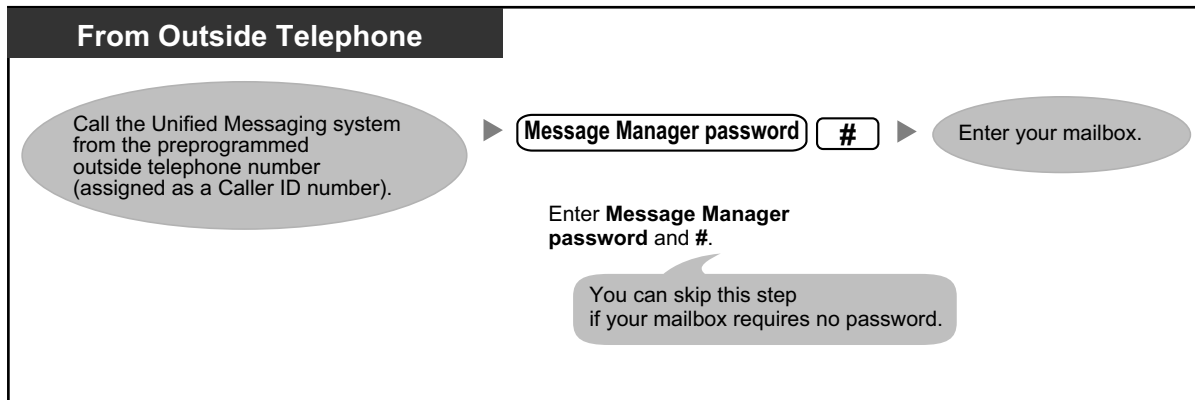 From Outside Telephone
Call the Unified Messaging system
from the preprogrammed
outside telephone number
(assigned as a Caller ID number).
Message Manager password #
Enter your mailbox.
Enter Message Manager
password and #.
You can skip this step
if your mailbox requires no password.